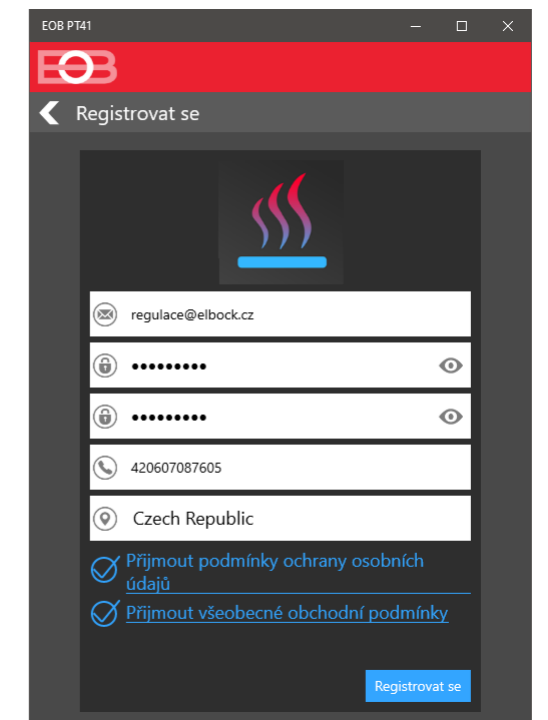 EOB PT41
EOB
Registrovat se
regulace@elbock.cz
•••••••••
•••••••••
420607087605
Czech Republic
Přijmout podmínky ochrany osobních
údajů
Přijmout všeobecné obchodní podmínky
Registrovat se